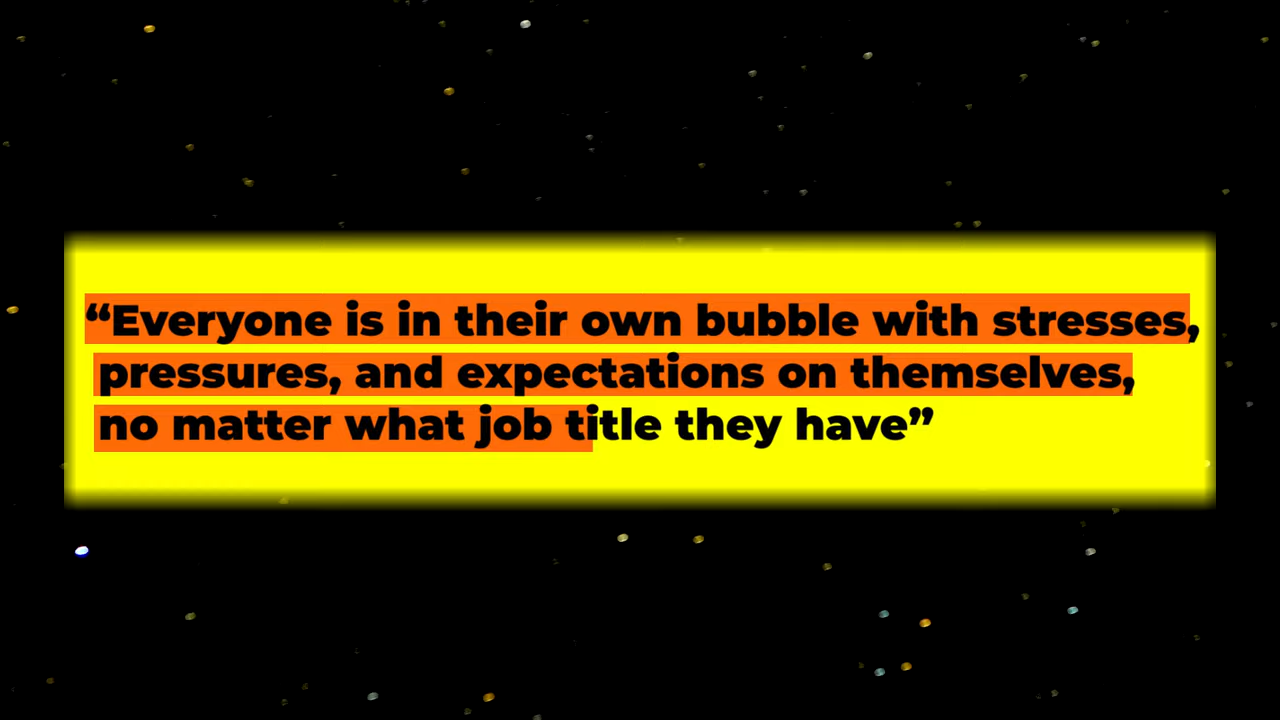 “Everyone is in their own bubble with stresses,
pressures, and expectations on themselves,
no matter what job title they have”